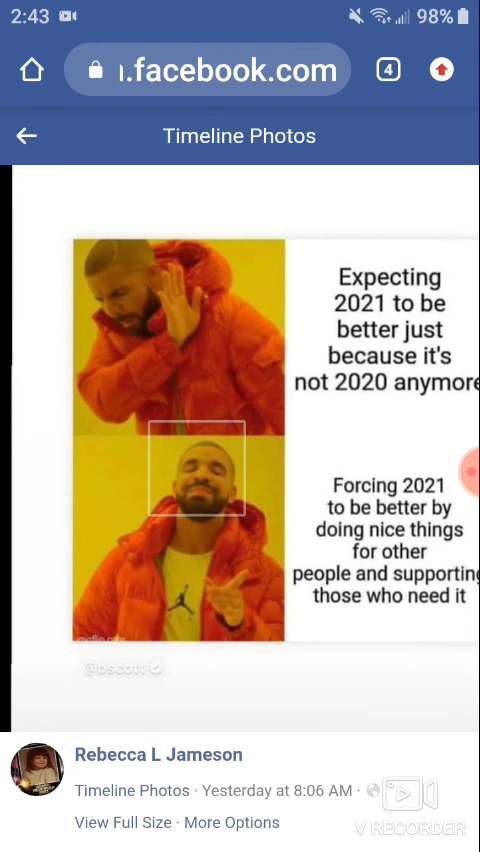 2:43 98%
ı.facebook.com 4
Timeline Photos
Expecting
2021 to be
better just
because it's
not 2020 anymore
Forcing 2021
to be better by
doing nice things
for other
people and supporting
those who need it
imgflip.com
@bscott
Rebecca L Jameson
Timeline Photos · Yesterday at 8:06 AM ·
View Full Size · More Options
V RECORDER